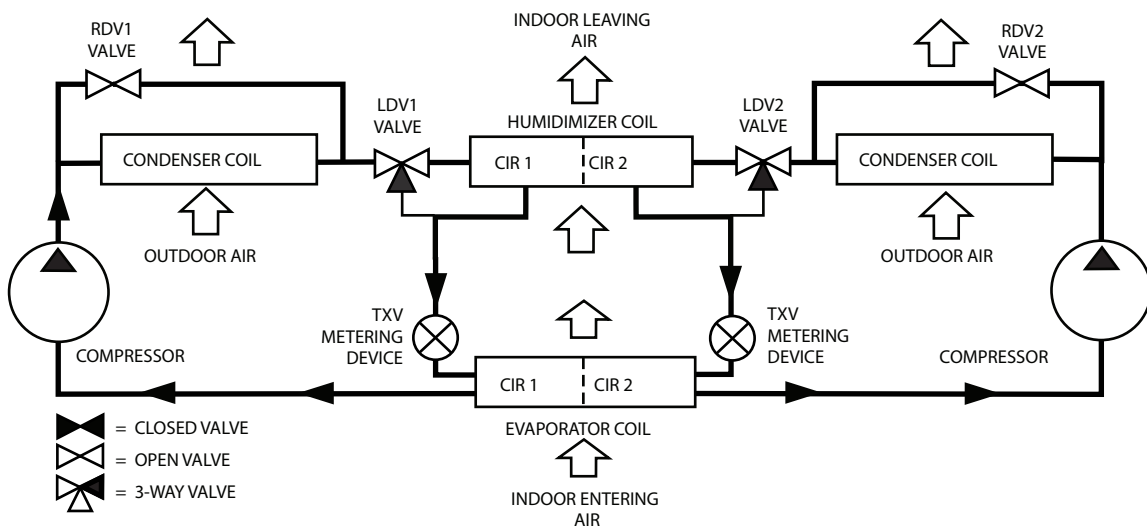 RDV1
VALVE
INDOOR LEAVING
AIR
RDV2
VALVE
LDV1
VALVE
HUMIDIMIZER COIL
LDV2
VALVE
CONDENSER COIL
CIR 1
CIR 2
CONDENSER COIL
OUTDOOR AIR
OUTDOOR AIR
TXV
METERING
DEVICE
TXV
METERING
DEVICE
COMPRESSOR
COMPRESSOR
CIR 1
CIR 2
EVAPORATOR COIL
= CLOSED VALVE
= OPEN VALVE
= 3-WAY VALVE
INDOOR ENTERING
AIR